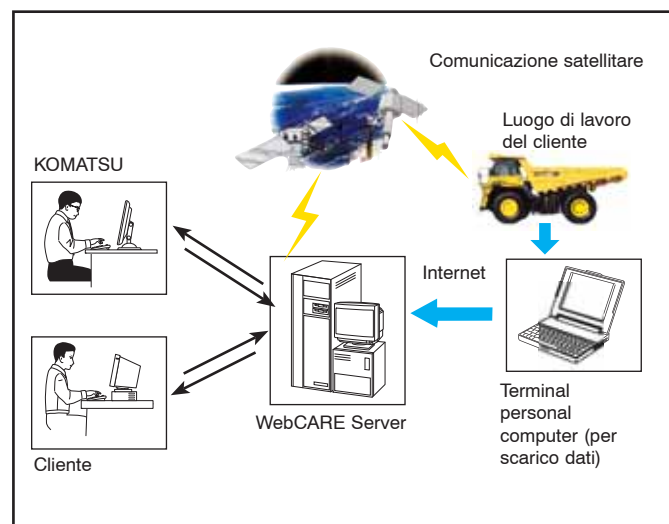 Comunicazione satellitare
Luogo di lavoro
del cliente
KOMATSU
Internet
WebCARE Server
Terminal
personal
computer (per
scarico dati)
Cliente